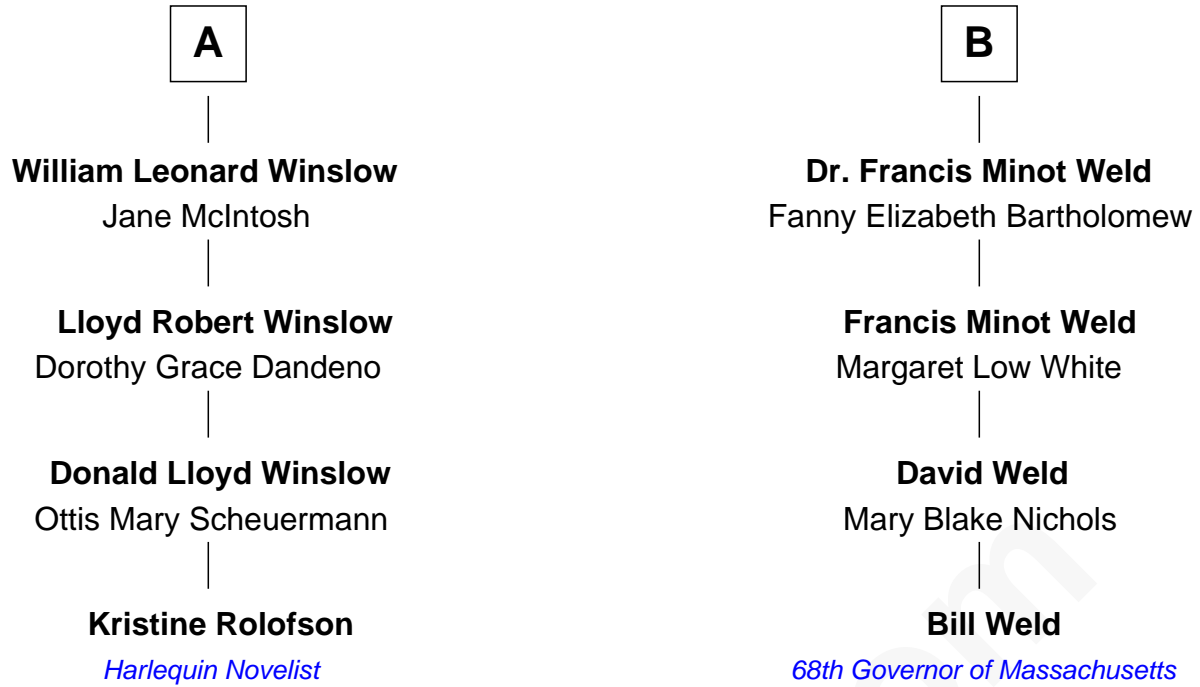 A
B
William Leonard Winslow
Jane McIntosh
Dr. Francis Minot Weld
Fanny Elizabeth Bartholomew
Lloyd Robert Winslow
Dorothy Grace Dandeno
Francis Minot Weld
Margaret Low White
Donald Lloyd Winslow
Ottis Mary Scheuermann
David Weld
Mary Blake Nichols
Kristine Rolofson
Harlequin Novelist
Bill Weld
68th Governor of Massachusetts